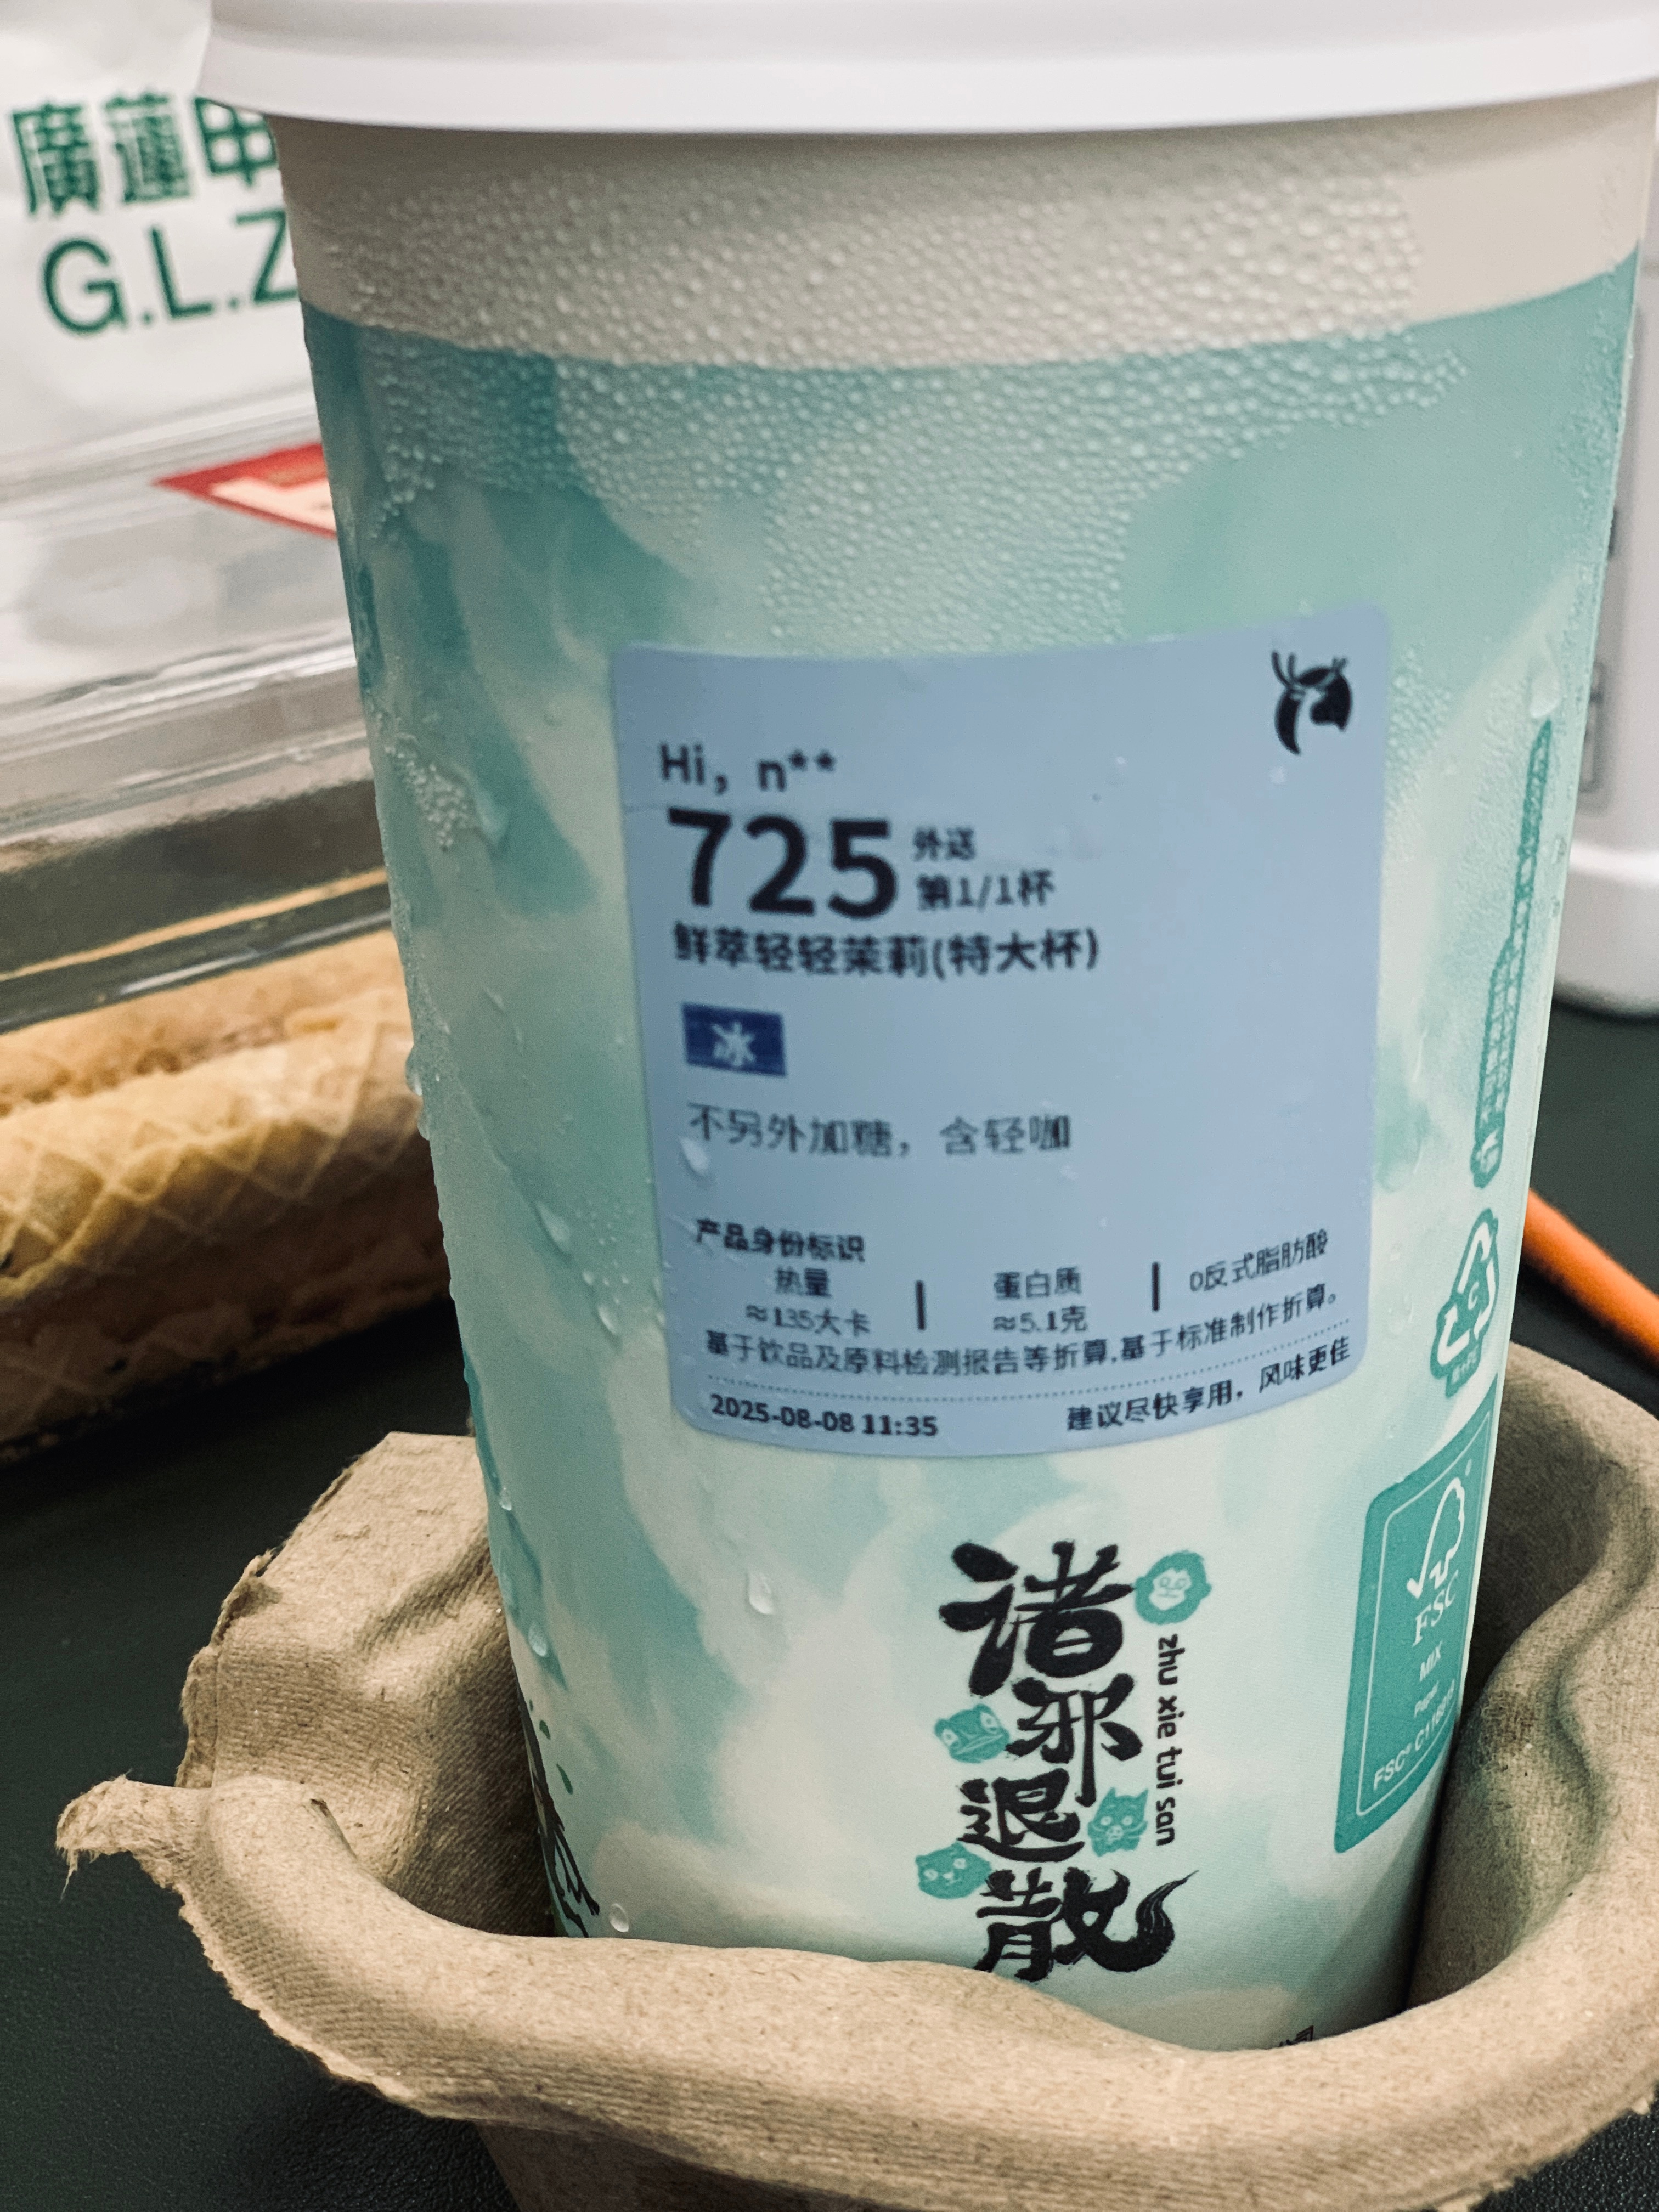 廣蓮申
G.L.Z
Hi，n**
725
外送
第1/1杯
鲜萃轻轻茉莉(特大杯)
冰
不另外加糖，含轻咖
产品身份标识
热量
≈135大卡
蛋白质
≈5.1克
0反式脂肪酸
基于饮品及原料检测报告等折算,基于标准制作折算。
2025-08-08 11:35
建议尽快享用，风味更佳
诸邪退散
zhu xie tui san
FSC
MIX
Paper